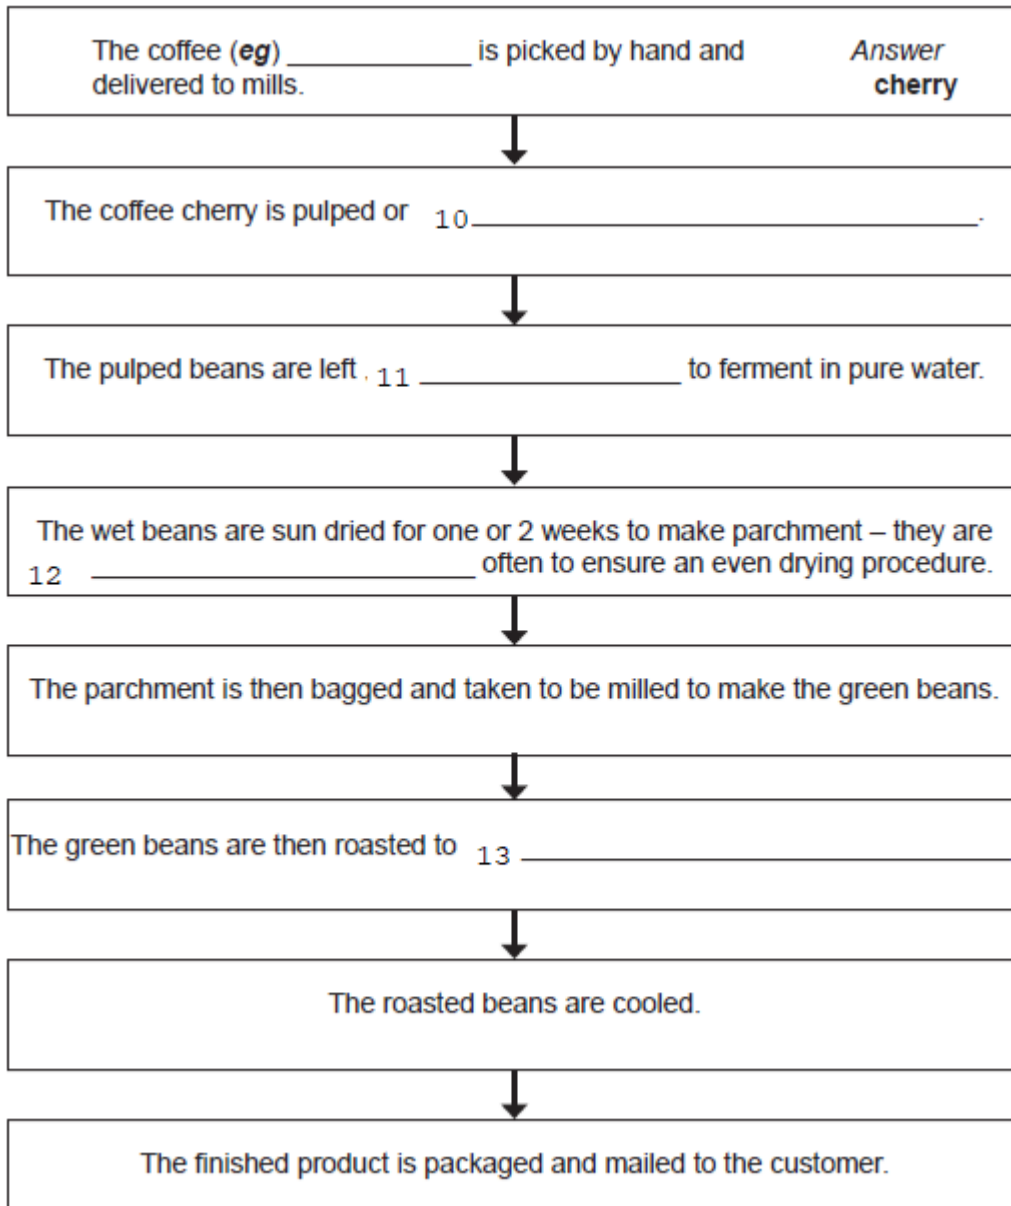 The coffee (eg) ____________ is picked by hand and Answer
delivered to mills. cherry
The coffee cherry is pulped or 10 ____________.
The pulped beans are left 11 ____________ to ferment in pure water.
The wet beans are sun dried for one or 2 weeks to make parchment – they are
12 ____________ often to ensure an even drying procedure.
The parchment is then bagged and taken to be milled to make the green beans.
The green beans are then roasted to 13 ____________
The roasted beans are cooled.
The finished product is packaged and mailed to the customer.